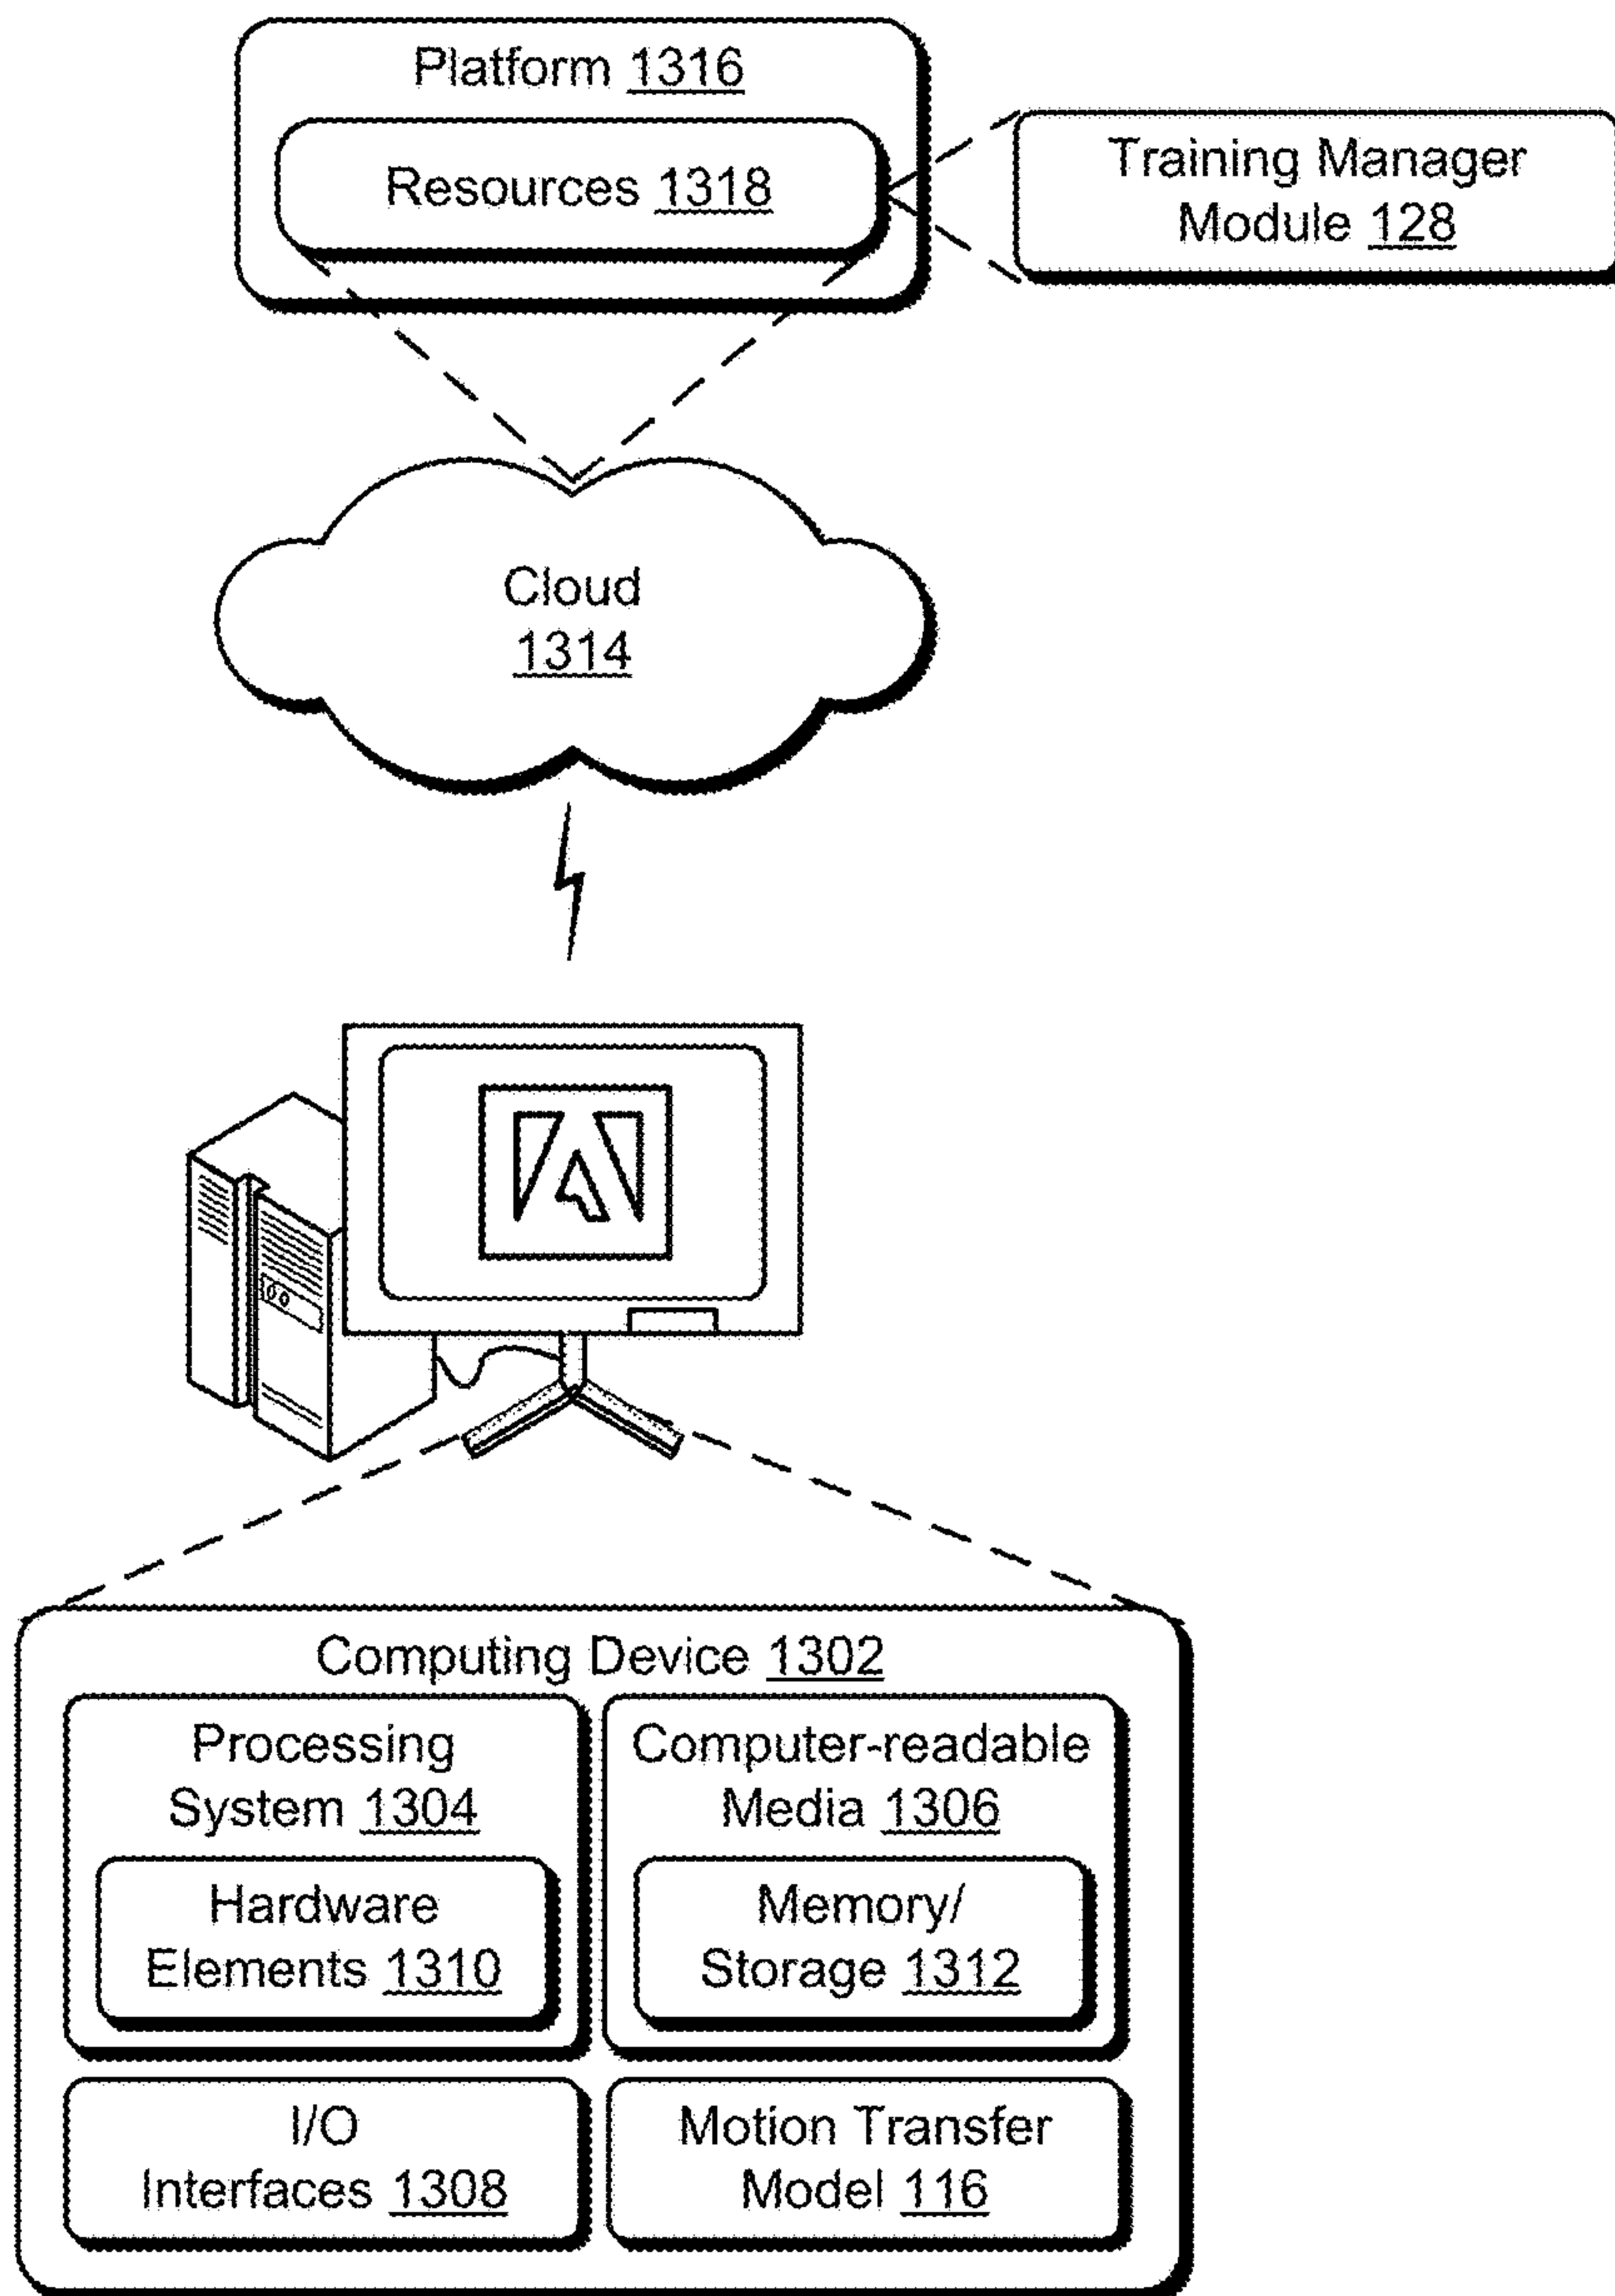 Platform 1316
Resources 1318
Training Manager
Module 128
Cloud
1314
Computing Device 1302
Processing
System 1304
Hardware
Elements 1310
Computer-readable
Media 1306
Memory/
Storage 1312
I/O
Interfaces 1308
Motion Transfer
Model 116